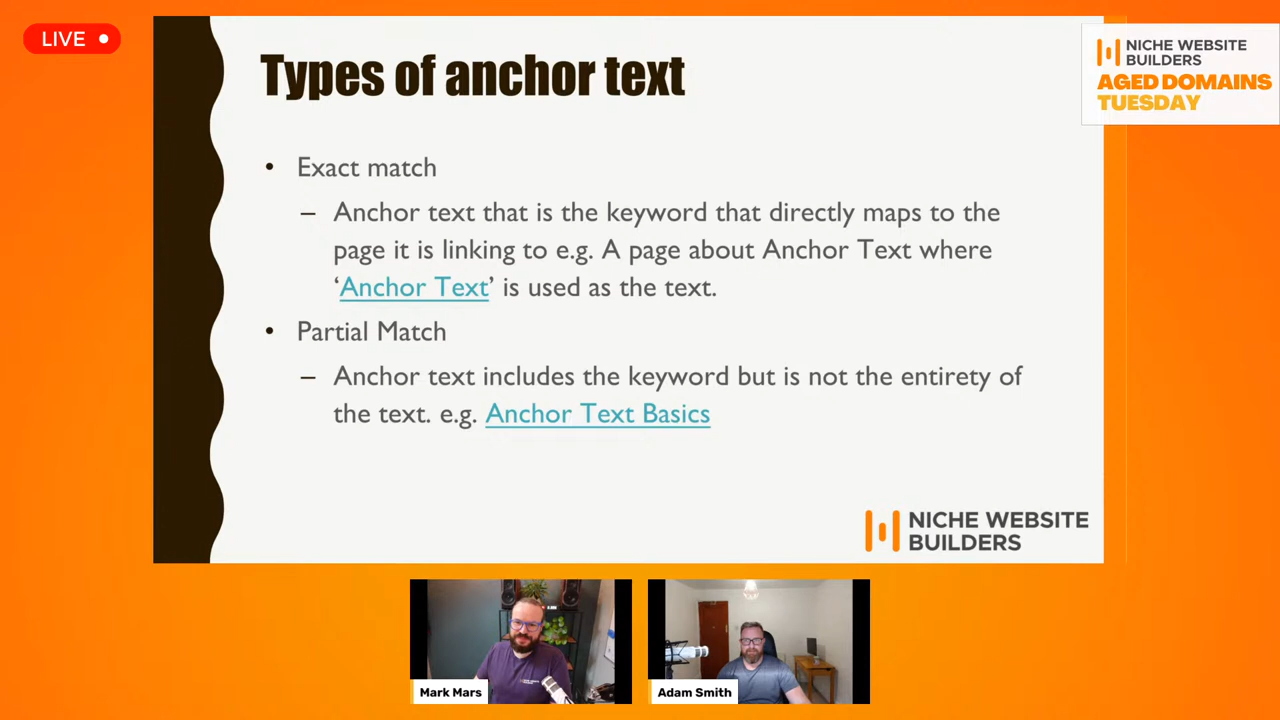 LIVE
NICHE WEBSITE
BUILDERS
AGED DOMAINS
TUESDAY
Types of anchor text
• Exact match
– Anchor text that is the keyword that directly maps to the
page it is linking to e.g. A page about Anchor Text where
‘Anchor Text’ is used as the text.
• Partial Match
– Anchor text includes the keyword but is not the entirety of
the text. e.g. Anchor Text Basics
NICHE WEBSITE
BUILDERS
Mark Mars
Adam Smith